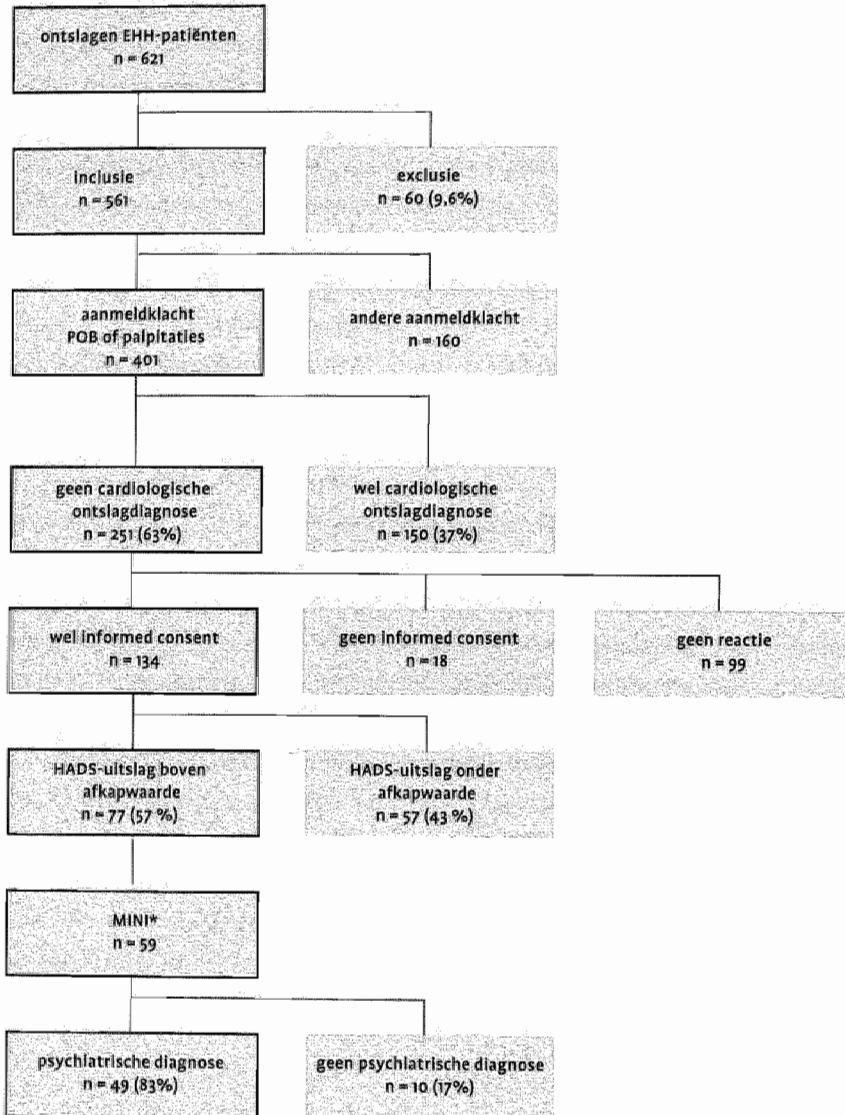 ontslagen EHH-patiënten
n = 621
inclusie
n = 561
exclusie
n = 60 (9,6%)
aanmeldklacht
POB of palpitaties
n = 401
andere aanmeldklacht
n = 160
geen cardiologische
ontslagdiagnose
n = 251 (63%)
wel cardiologische
ontslagdiagnose
n = 150 (37%)
wel informed consent
n = 134
geen informed consent
n = 18
geen reactie
n = 99
HADS-uitslag boven
afkapwaarde
n = 77 (57 %)
HADS-uitslag onder
afkapwaarde
n = 57 (43 %)
MINI*
n = 59
psychiatrische diagnose
n = 49 (83%)
geen psychiatrische diagnose
n = 10 (17%)